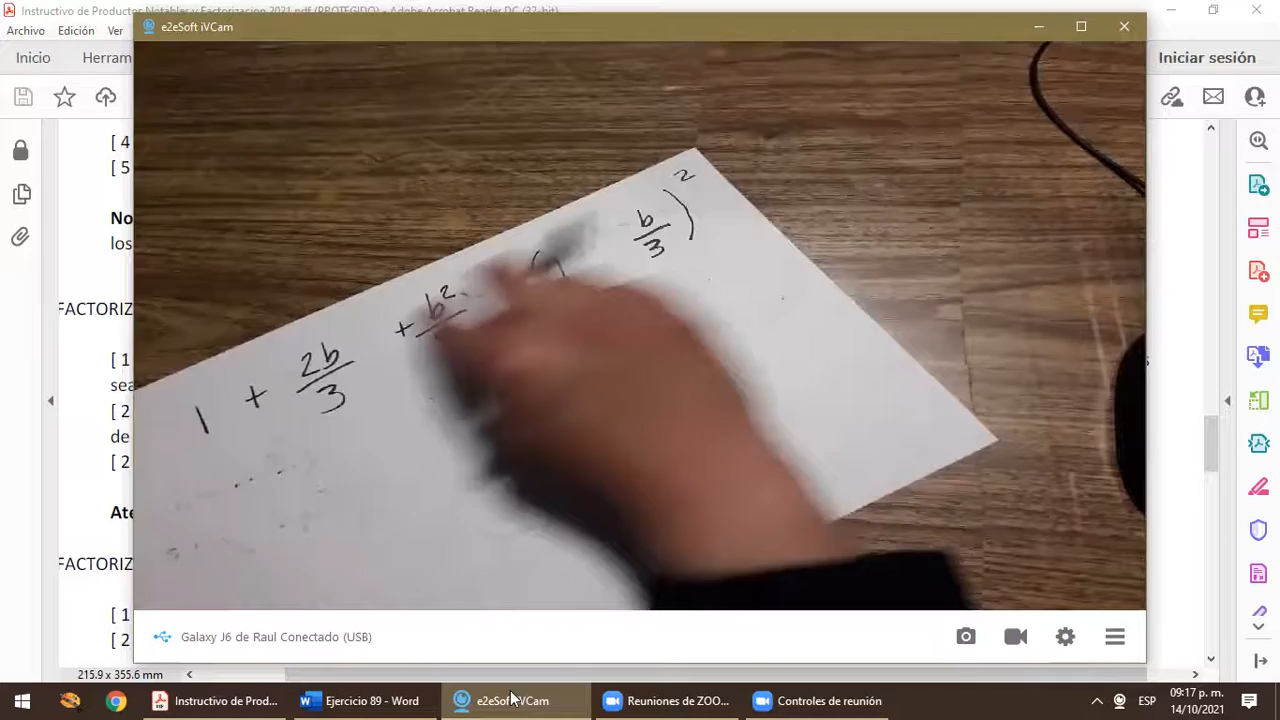 Instructivo de Productos Notables y Factorizacion 2021.pdf (PROTEGIDO) - Adobe Acrobat Reader DC (32-bit)
e2eSoft iVCam
Archivo Edición Ver
Inicio Herram
Iniciar sesión
[ 4
[ 5
No
los
FACTORIZ
[ 1
sea
[ 2
de
[ 2
Ate
FACTORIZ
[ 1
[ 2
b/3 )²
1 + 2b/3 + b²
Galaxy J6 de Raul Conectado (USB)
215.9 x 355.6 mm
Instructivo de Prod...
Ejercicio 89 - Word
e2eSoft iVCam
Reuniones de ZOO...
Controles de reunión
ESP
09:17 p. m.
14/10/2021